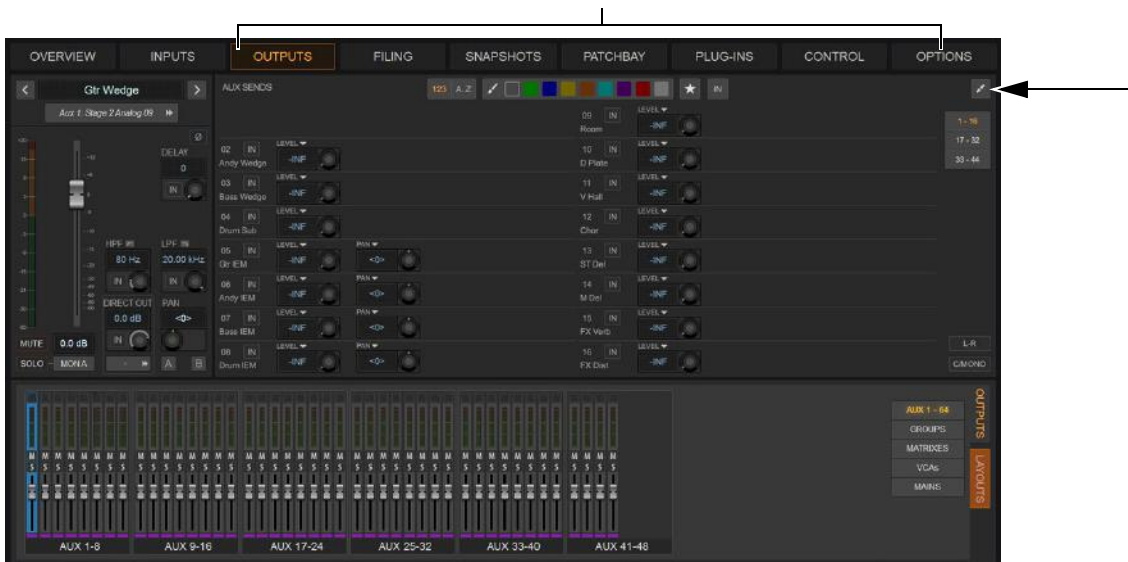 OVERVIEW INPUTS OUTPUTS FILING SNAPSHOTS PATCHBAY PLUG-INS CONTROL OPTIONS
Gtr Wedge
AUX SENDS
123 A..Z
IN
Aux 1: Stage 2 Analog 09
DELAY
0
IN
HPF IN
LPF IN
80 Hz
20.00 kHz
IN
IN
DIRECT OUT
PAN
0.0 dB
<0>
IN
MUTE
0.0 dB
SOLO
MON A
A
B
02 IN LEVEL -INF
Andy Wedge
03 IN LEVEL -INF
Bass Wedge
04 IN LEVEL -INF
Drum Sub
05 IN LEVEL -INF PAN <0>
Gtr IEM
06 IN LEVEL -INF PAN <0>
Andy IEM
07 IN LEVEL -INF PAN <0>
Bass IEM
08 IN LEVEL -INF PAN <0>
Drum IEM
09 IN LEVEL -INF
Room
10 IN LEVEL -INF
D Plate
11 IN LEVEL -INF
V Hall
12 IN LEVEL -INF
Chor
13 IN LEVEL -INF
ST Del
14 IN LEVEL -INF
M Del
15 IN LEVEL -INF
FX Verb
16 IN LEVEL -INF
1 - 16
17 - 32
33 - 44
L-R
C/MONO
M M M M M M M M
S S S S S S S S
M M M M M M M M
S S S S S S S S
M M M M M M M M
S S S S S S S S
M M M M M M M M
S S S S S S S S
M M M M M M M M
S S S S S S S S
M M M M
S S S S
AUX 1-8
AUX 9-16
AUX 17-24
AUX 25-32
AUX 33-40
AUX 41-48
AUX 1 - 64
GROUPS
MATRIXES
VCAs
MAINS
OUTPUTS
LAYOUTS